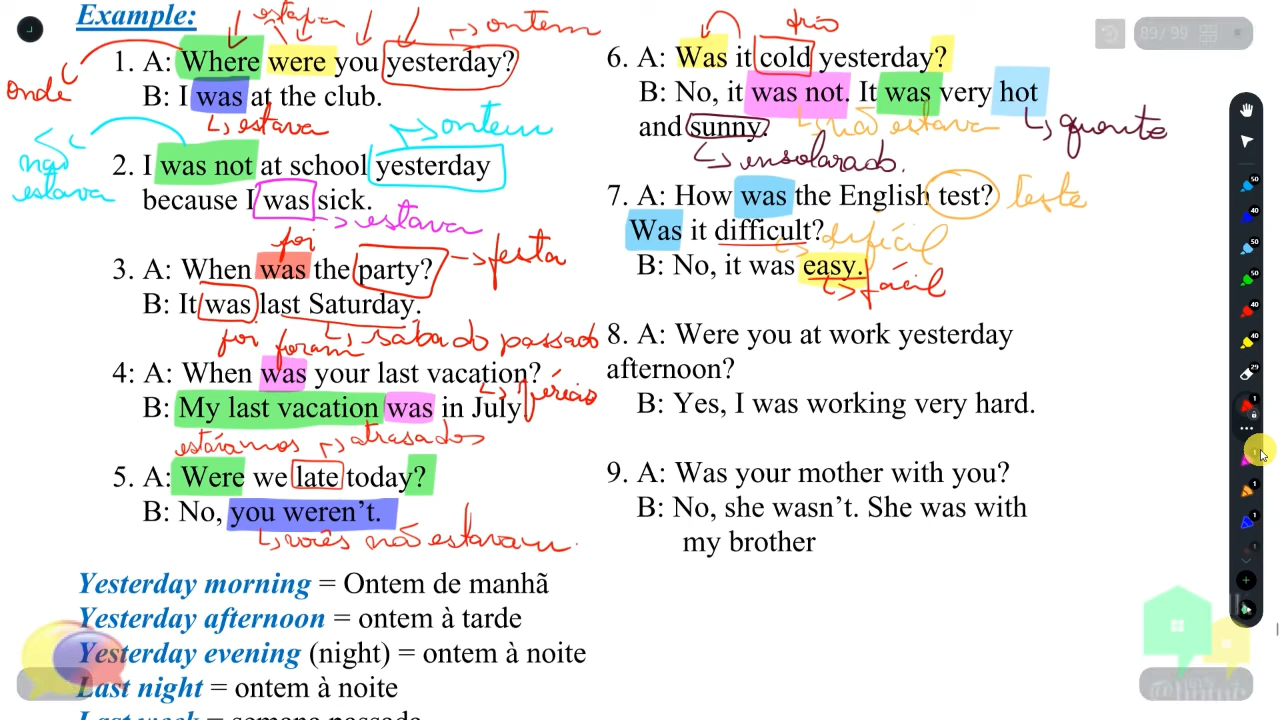 Example:
estava
ontem
1. A: Where were you yesterday?
onde
B: I was at the club.
estava
ontem
não
estava
2. I was not at school yesterday
because I was sick.
estava
foi
3. A: When was the party?
festa
B: It was last Saturday.
foi
sábado passado
foram
4: A: When was your last vacation?
férias
B: My last vacation was in July
estávamos
atrasados
5. A: Were we late today?
B: No, you weren't.
vocês não estavam
Yesterday morning = Ontem de manhã
Yesterday afternoon = ontem à tarde
Yesterday evening (night) = ontem à noite
Last night = ontem à noite
Last week = semana passada
frio
6. A: Was it cold yesterday?
B: No, it was not. It was very hot
and sunny.
não estava
quente
ensolarado.
7. A: How was the English test?
teste
Was it difficult?
difícil
B: No, it was easy.
fácil
8. A: Were you at work yesterday
afternoon?
B: Yes, I was working very hard.
9. A: Was your mother with you?
B: No, she wasn't. She was with
my brother
89/99